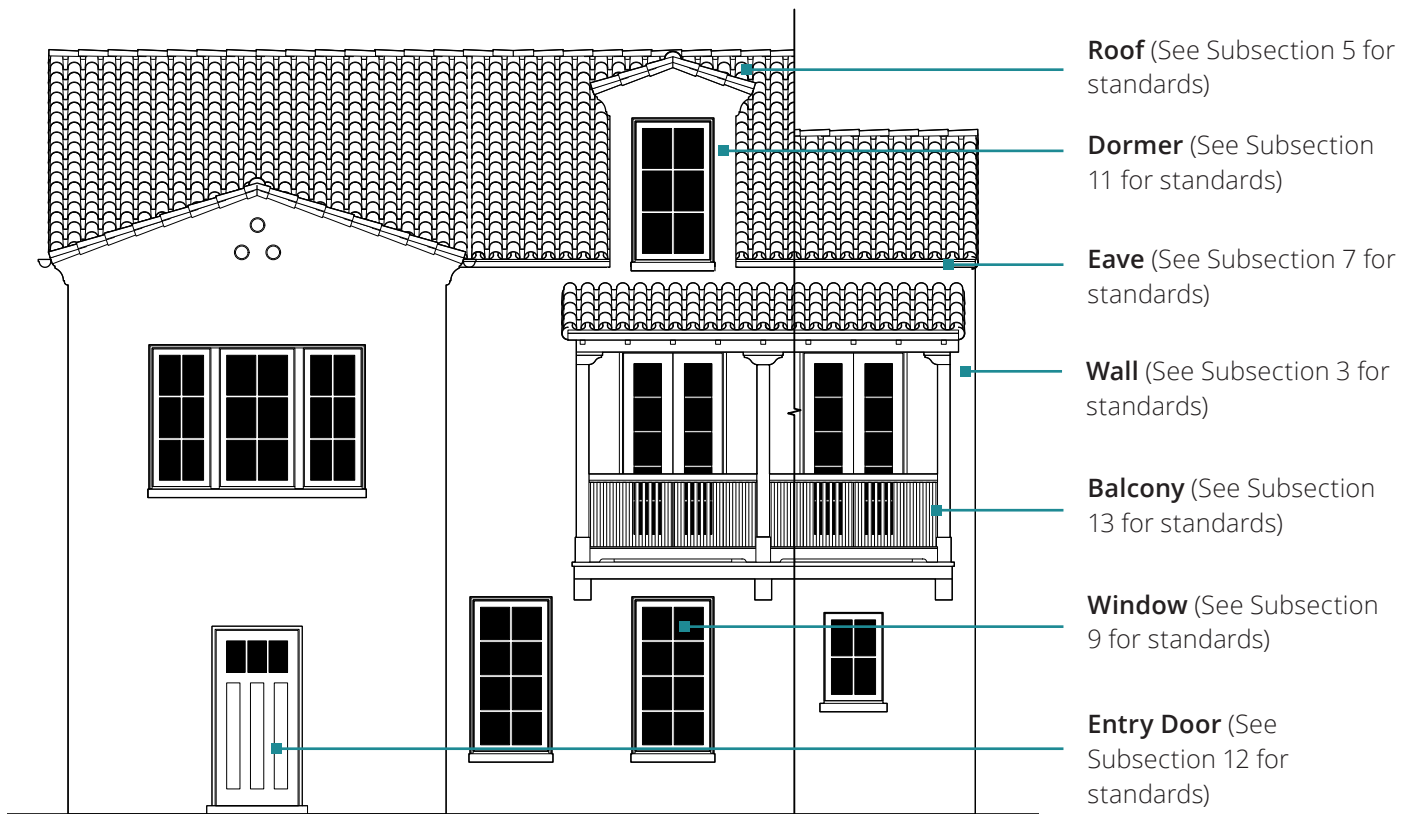 Roof (See Subsection 5 for
standards)
Dormer (See Subsection
11 for standards)
Eave (See Subsection 7 for
standards)
Wall (See Subsection 3 for
standards)
Balcony (See Subsection
13 for standards)
Window (See Subsection
9 for standards)
Entry Door (See
Subsection 12 for
standards)